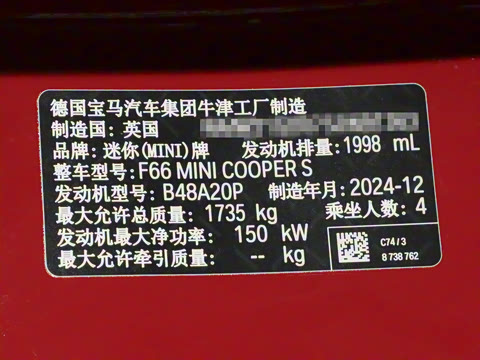 德国宝马汽车集团牛津工厂制造
制造国: 英国
品牌: 迷你(MINI)牌 发动机排量: 1998 mL
整车型号: F66 MINI COOPER S
发动机型号: B48A20P 制造年月: 2024-12
最大允许总质量: 1735 kg 乘坐人数: 4
发动机最大净功率: 150 kW
最大允许牵引质量: -- kg
C74 / 3
8 738 762